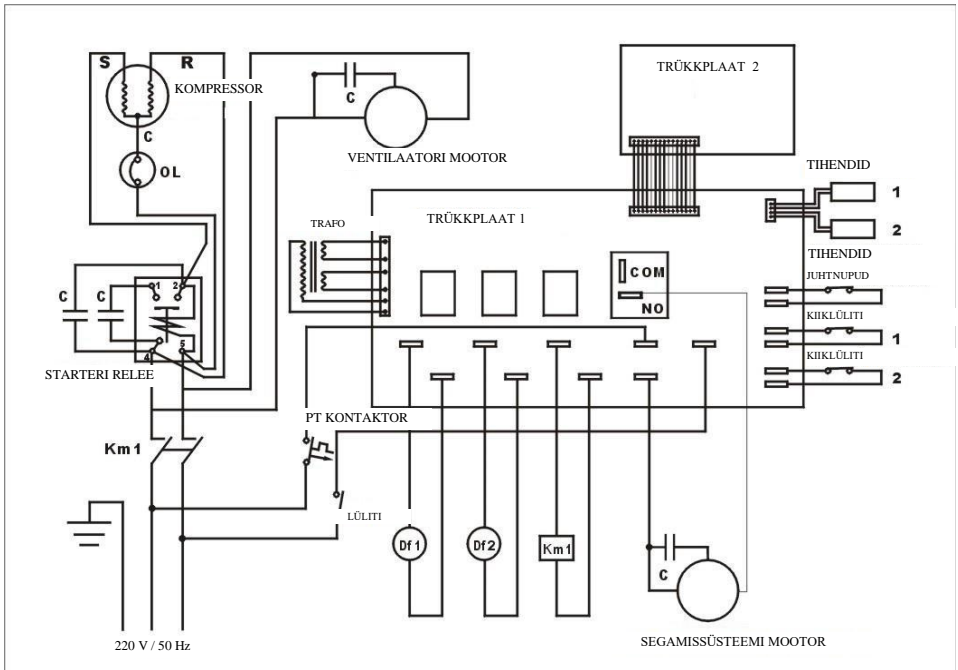 S
R
KOMPRESSOR
C
OL
C
VENTILAATORI MOOTOR
TRÜKKPLAAT 2
TIHENDID
1
2
TIHENDID
TRAFO
TRÜKKPLAAT 1
COM
NO
JUHTNUPUD
KIIKLÜLITI
1
KIIKLÜLITI
2
C
C
1
2
4
5
STARTERI RELEE
Km1
PT KONTAKTOR
LÜLITI
Df1
Df2
Km1
C
SEGAMISSÜSTEEMI MOOTOR
220 V / 50 Hz